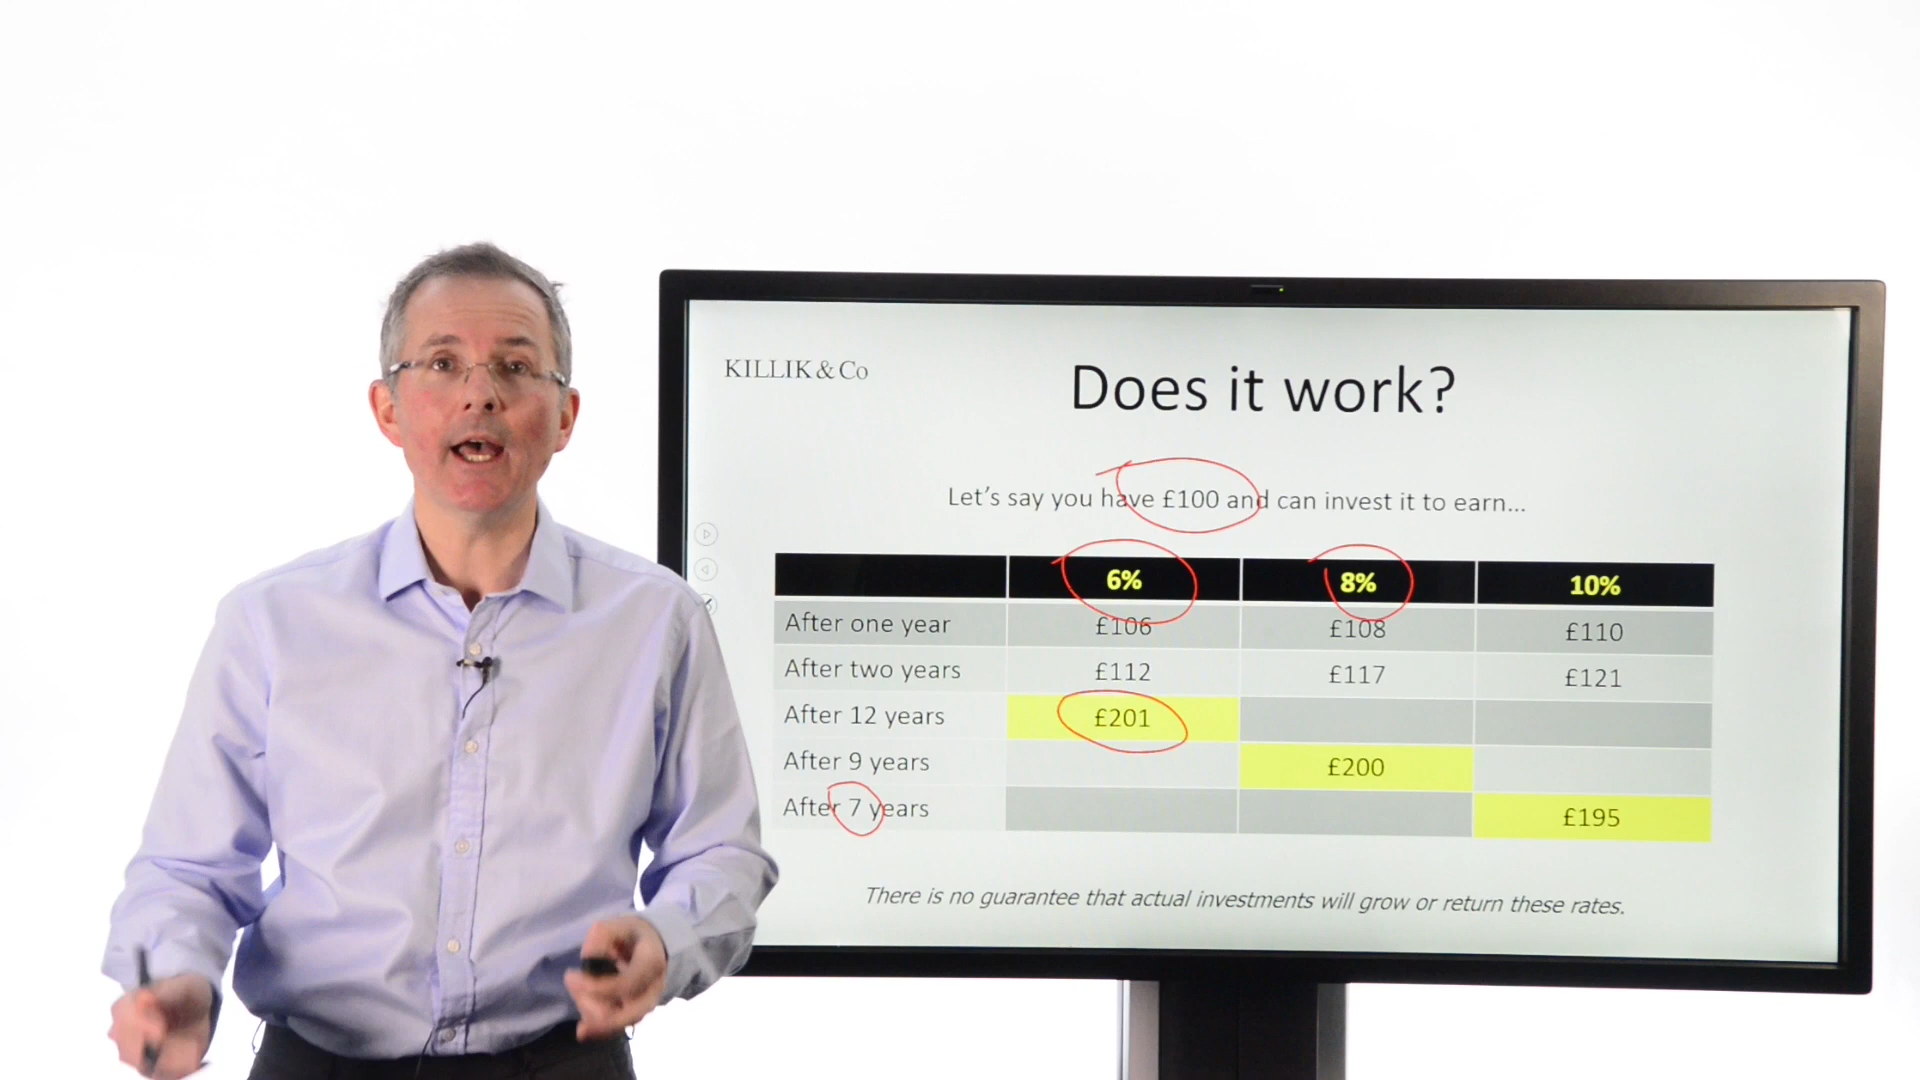 KILLIK & Co
Does it work?
Let's say you have £100 and can invest it to earn...
6% 8% 10%
After one year £106 £108 £110
After two years £112 £117 £121
After 12 years £201
After 9 years £200
After 7 years £195
There is no guarantee that actual investments will grow or return these rates.